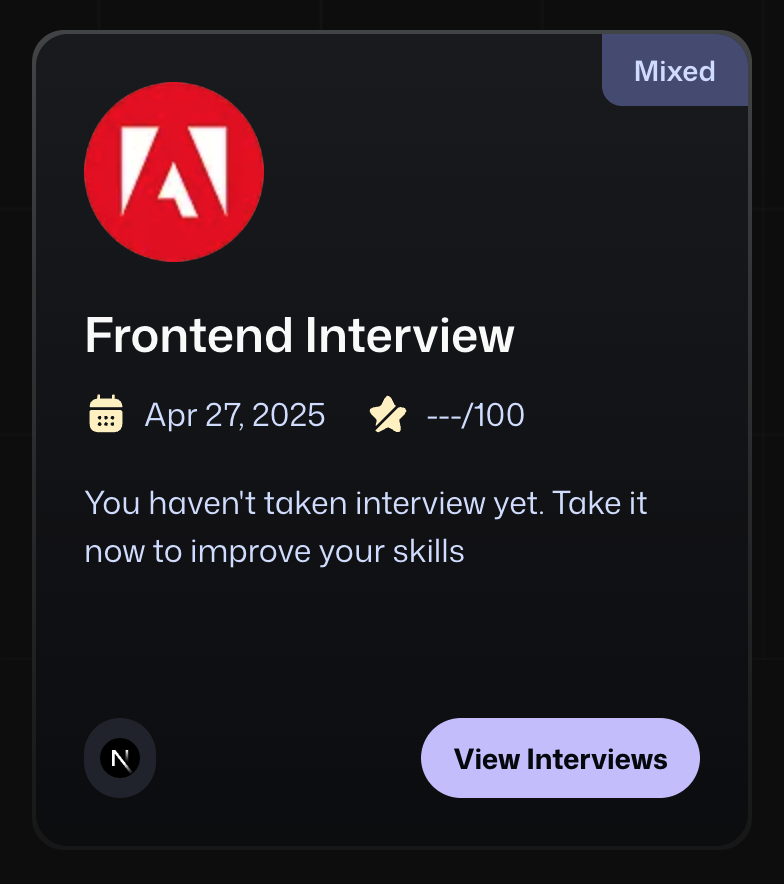 Mixed
Frontend Interview
Apr 27, 2025 ---/100
You haven't taken interview yet. Take it
now to improve your skills
N
View Interviews